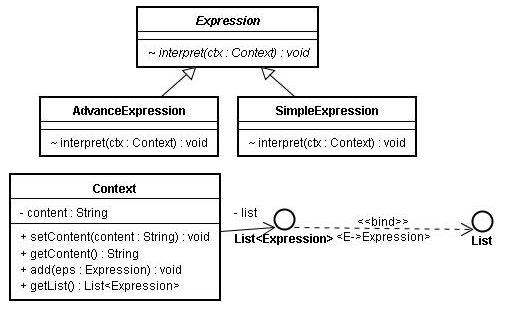 Expression
~ interpret(ctx : Context) : void
AdvanceExpression
~ interpret(ctx : Context) : void
SimpleExpression
~ interpret(ctx : Context) : void
Context
- content : String
+ setContent(content : String) : void
+ getContent() : String
+ add(eps : Expression) : void
+ getList() : List<Expression>
- list
List<Expression>
<<bind>>
<E->Expression>
List